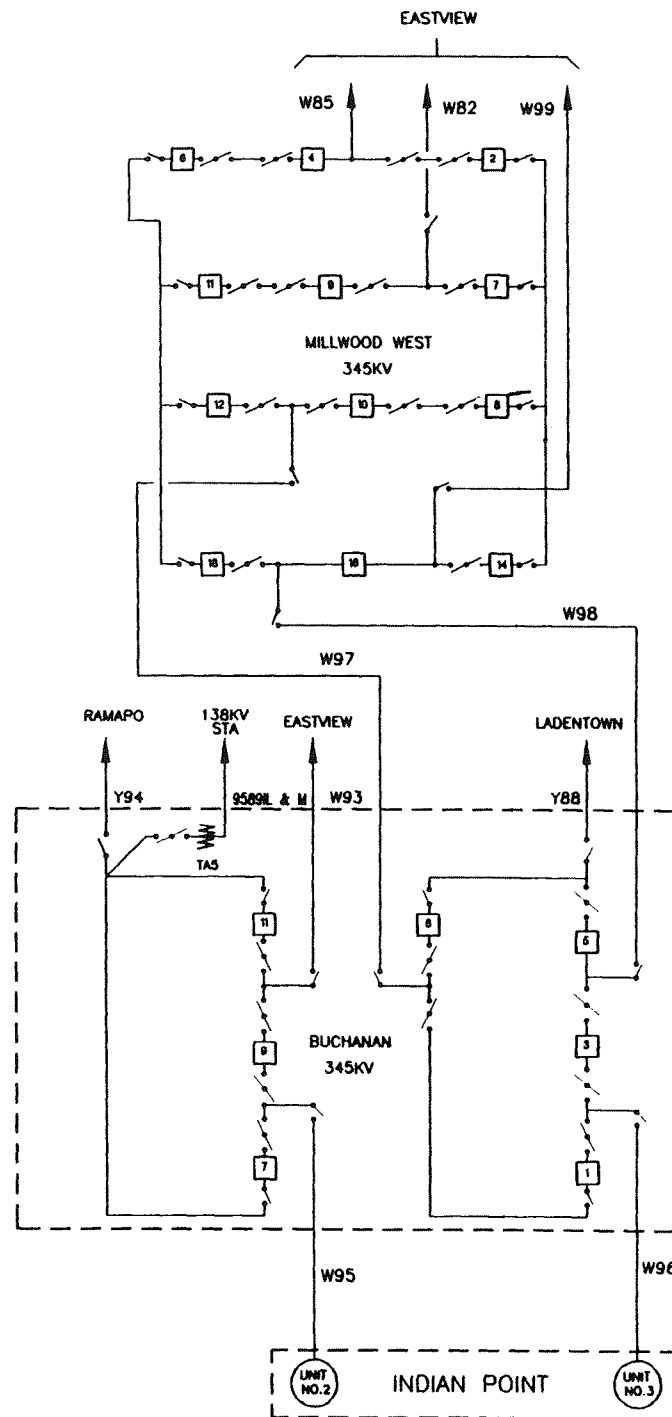 EASTVIEW
W85
W82
W99
6
4
2
11
9
7
MILLWOOD WEST
345KV
12
10
8
18
16
14
W98
W97
RAMAPO
138KV
STA
EASTVIEW
LADENTOWN
Y94
W93
Y88
TA5
11
6
5
9
BUCHANAN
345KV
3
7
1
W95
W96
UNIT
NO.2
INDIAN POINT
UNIT
NO.3